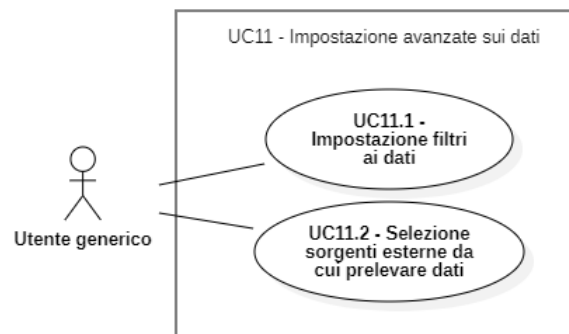 UC11 - Impostazione avanzate sui dati
UC11.1 -
Impostazione filtri
ai dati
Utente generico
UC11.2 - Selezione
sorgenti esterne da
cui prelevare dati